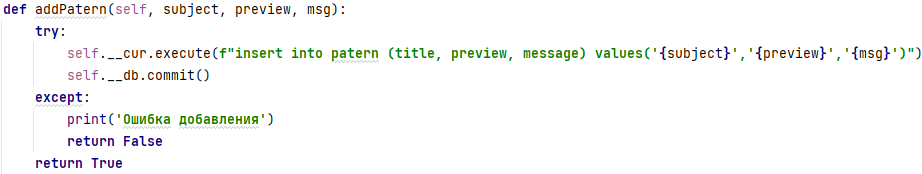 def addPatern(self, subject, preview, msg):
    try:
        self.__cur.execute(f"insert into patern (title, preview, message) values('{subject}','{preview}','{msg}')")
        self.__db.commit()
    except:
        print('Ошибка добавления')
        return False
    return True